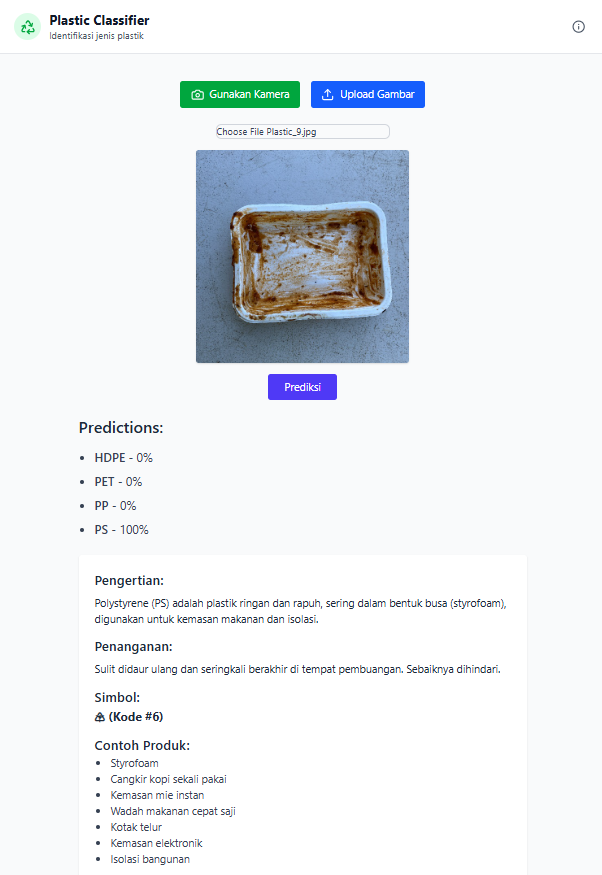 Plastic Classifier
Identifikasi jenis plastik
Gunakan Kamera
Upload Gambar
Choose File Plastic_9.jpg
Prediksi
Predictions:
HDPE - 0%
PET - 0%
PP - 0%
PS - 100%
Pengertian:
Polystyrene (PS) adalah plastik ringan dan rapuh, sering dalam bentuk busa (styrofoam),
digunakan untuk kemasan makanan dan isolasi.
Penanganan:
Sulit didaur ulang dan seringkali berakhir di tempat pembuangan. Sebaiknya dihindari.
Simbol:
♸ (Kode #6)
Contoh Produk:
Styrofoam
Cangkir kopi sekali pakai
Kemasan mie instan
Wadah makanan cepat saji
Kotak telur
Kemasan elektronik
Isolasi bangunan